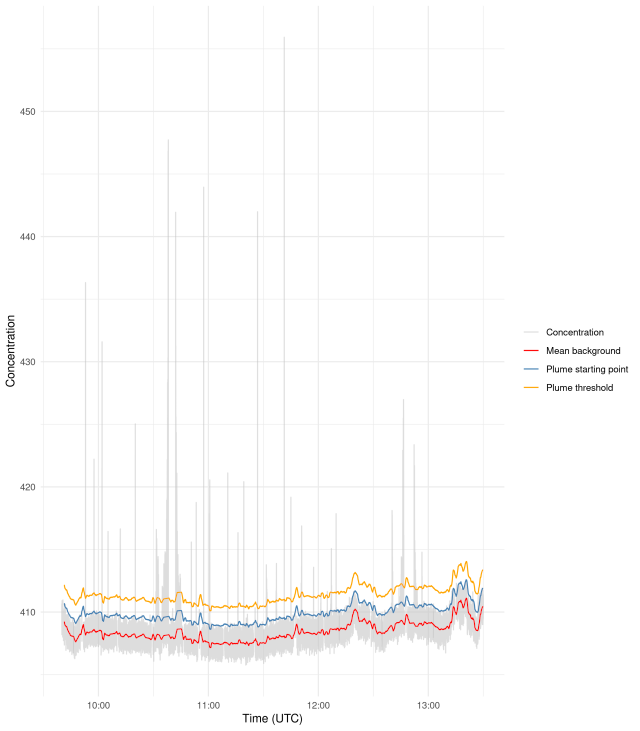 450
440
430
420
410
Concentration
10:00
11:00
12:00
13:00
Time (UTC)
Concentration
Mean background
Plume starting point
Plume threshold